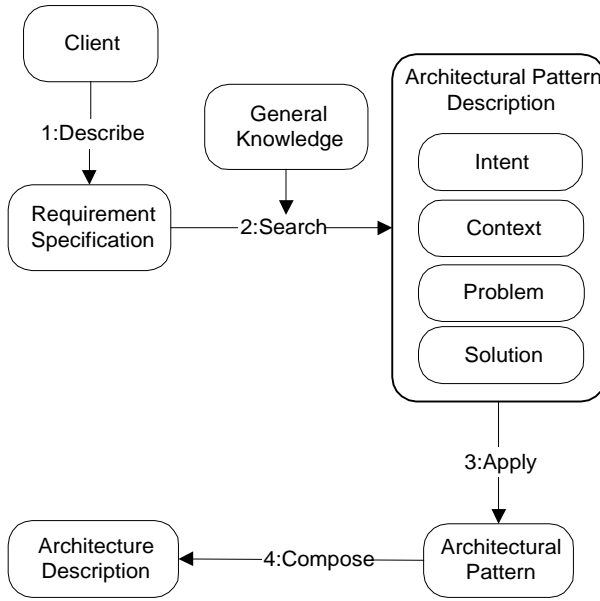 Client
1:Describe
Requirement
Specification
General
Knowledge
2:Search
Architectural Pattern
Description
Intent
Context
Problem
Solution
3:Apply
Architectural
Pattern
4:Compose
Architecture
Description